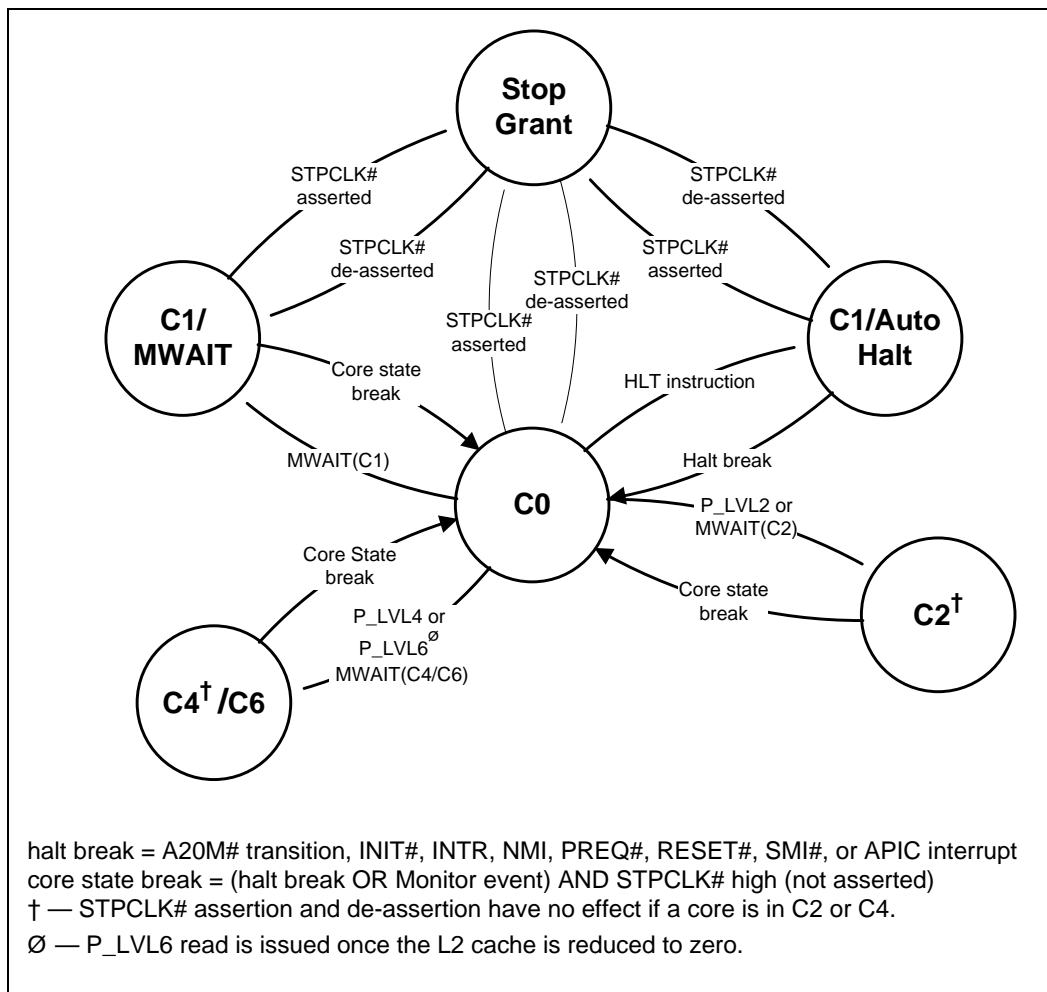 Stop
Grant
STPCLK#
asserted
STPCLK#
de-asserted
STPCLK#
de-asserted
STPCLK#
asserted
STPCLK#
de-asserted
STPCLK#
asserted
C1/
MWAIT
C1/Auto
Halt
Core state
break
HLT instruction
MWAIT(C1)
Halt break
C0
P_LVL2 or
MWAIT(C2)
Core State
break
Core state
break
C2†
P_LVL4 or
P_LVL6Ø
MWAIT(C4/C6)
C4† /C6
halt break = A20M# transition, INIT#, INTR, NMI, PREQ#, RESET#, SMI#, or APIC interrupt
core state break = (halt break OR Monitor event) AND STPCLK# high (not asserted)
† — STPCLK# assertion and de-assertion have no effect if a core is in C2 or C4.
Ø — P_LVL6 read is issued once the L2 cache is reduced to zero.